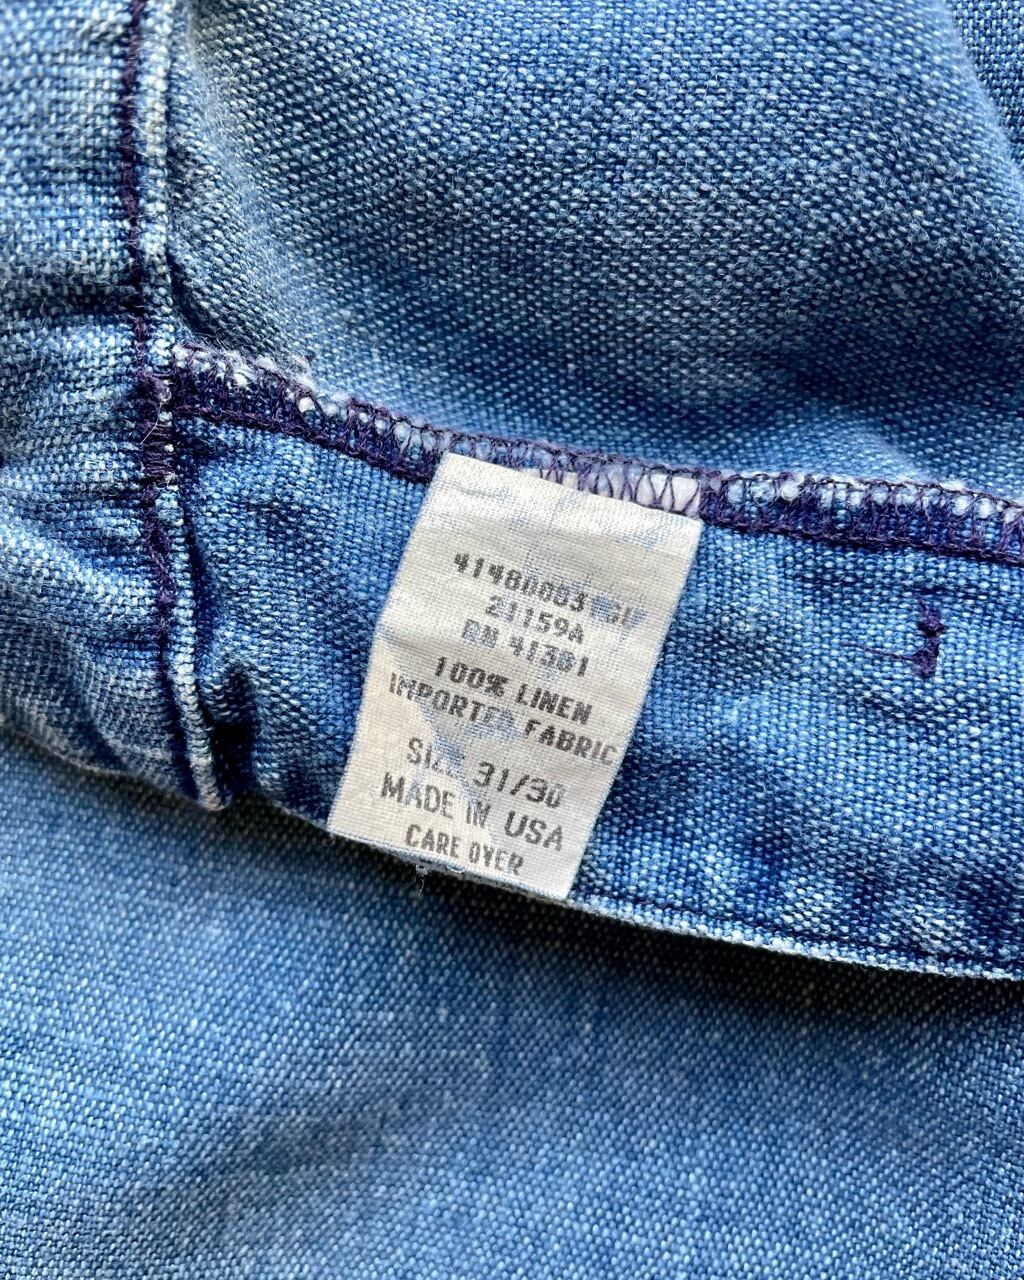 41480003
21159A
RN 41381
100% LINEN
IMPORTED FABRIC
SIZE 31/30
MADE IN USA
CARE OVER